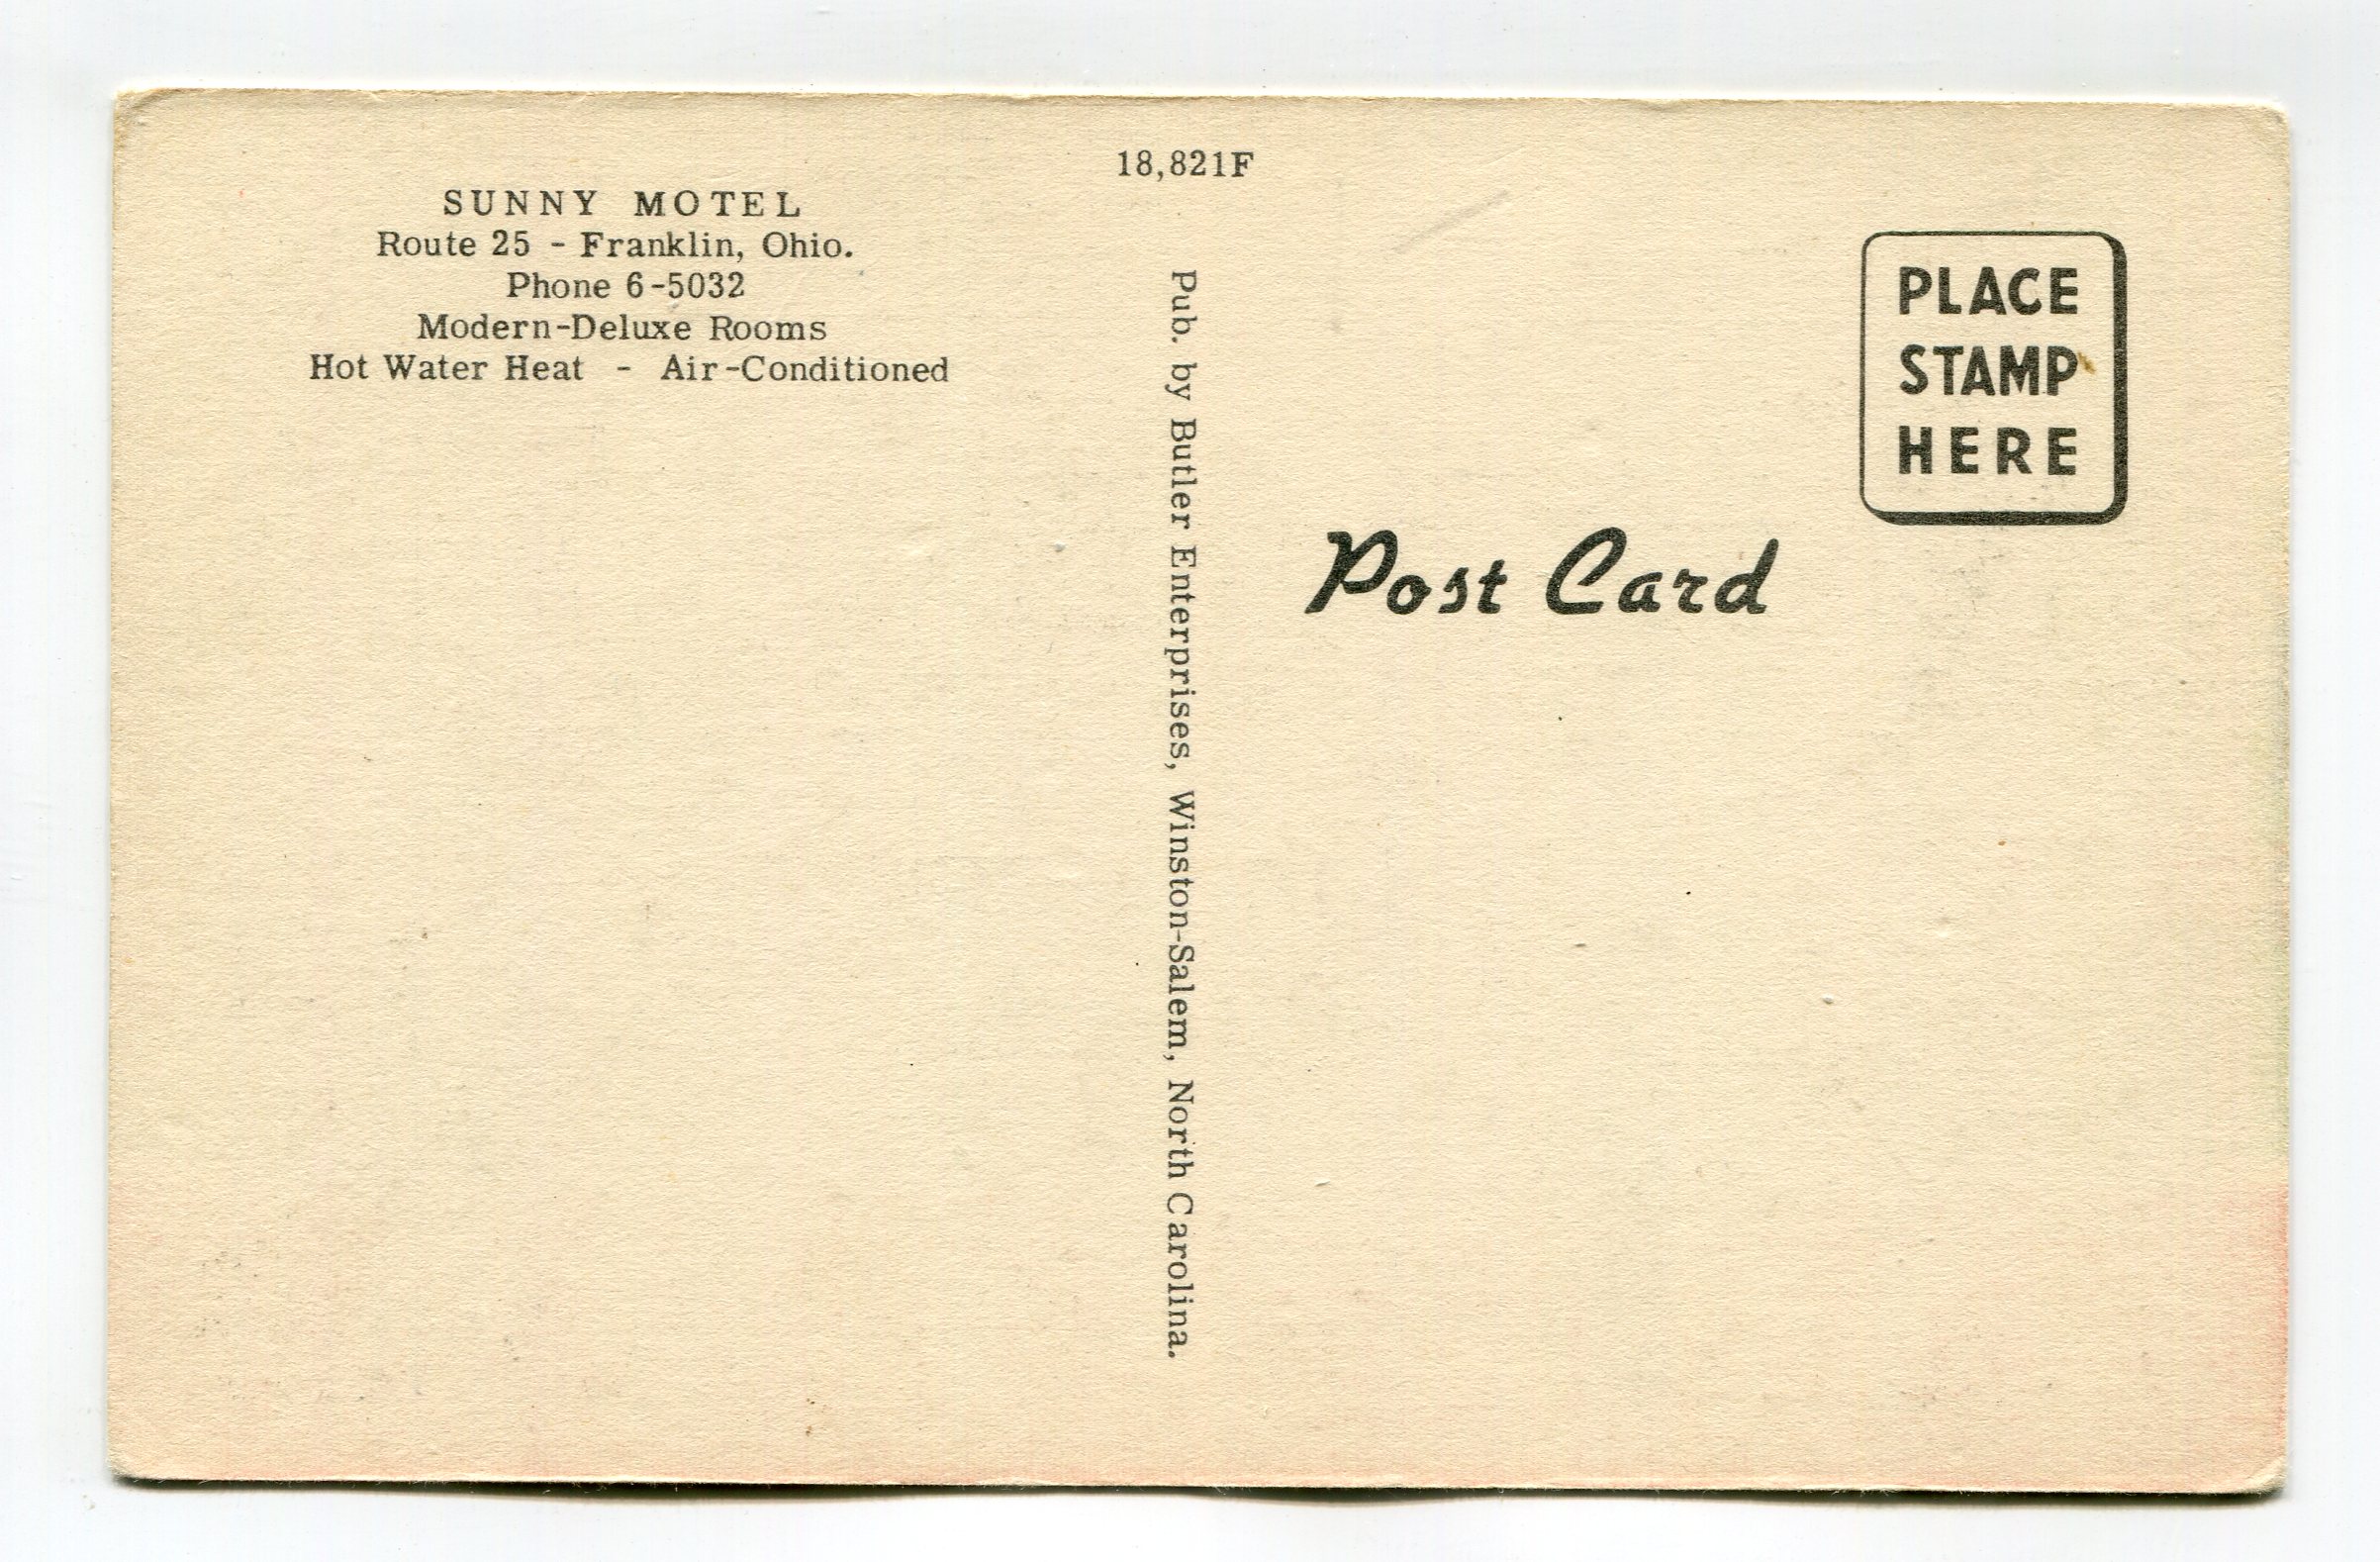 18,821F
SUNNY MOTEL
Route 25 - Franklin, Ohio.
Phone 6-5032
Modern-Deluxe Rooms
Hot Water Heat - Air-Conditioned
Pub. by Butler Enterprises, Winston-Salem, North Carolina.
PLACE
STAMP
HERE
Post Card